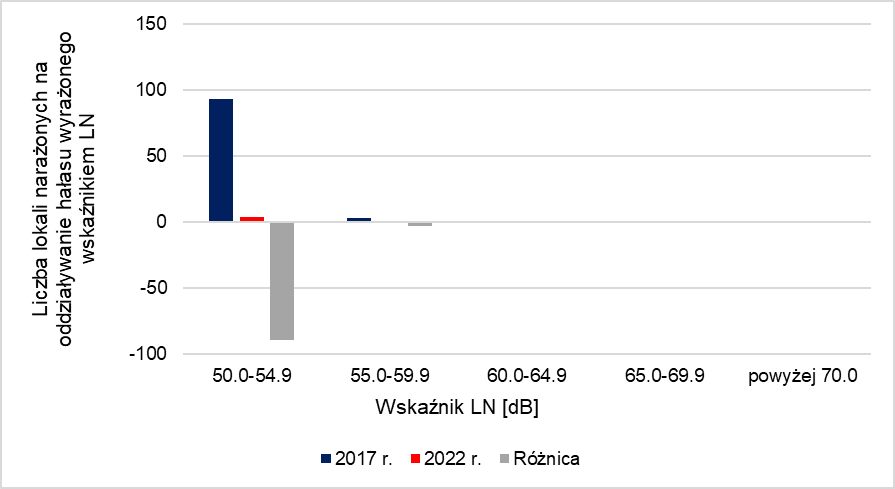 Liczba lokali narażonych na
oddziaływanie hałasu wyrażonego
wskaźnikiem LN
150
100
50
0
-50
-100
50.0-54.9 55.0-59.9 60.0-64.9 65.0-69.9 powyżej 70.0
Wskaźnik LN [dB]
2017 r. 2022 r. Różnica